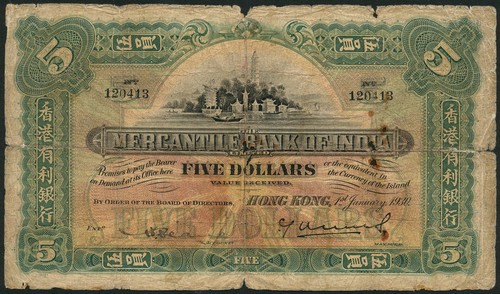 5 伍員 伍員 5
120413 120413
THE
MERCANTILE BANK OF INDIA
LIMITED
Promises to pay the Bearer
on Demand at its Office here
FIVE DOLLARS
or the equivalent in
the Currency of the Island
VALUE RECEIVED.
BY ORDER OF THE BOARD OF DIRECTORS.
HONG KONG, 1st January, 1930.
香港有利銀行
香港有利銀行
FIVE DOLLARS
ENTD.
MANAGER.
5 伍員 FIVE 伍員 5